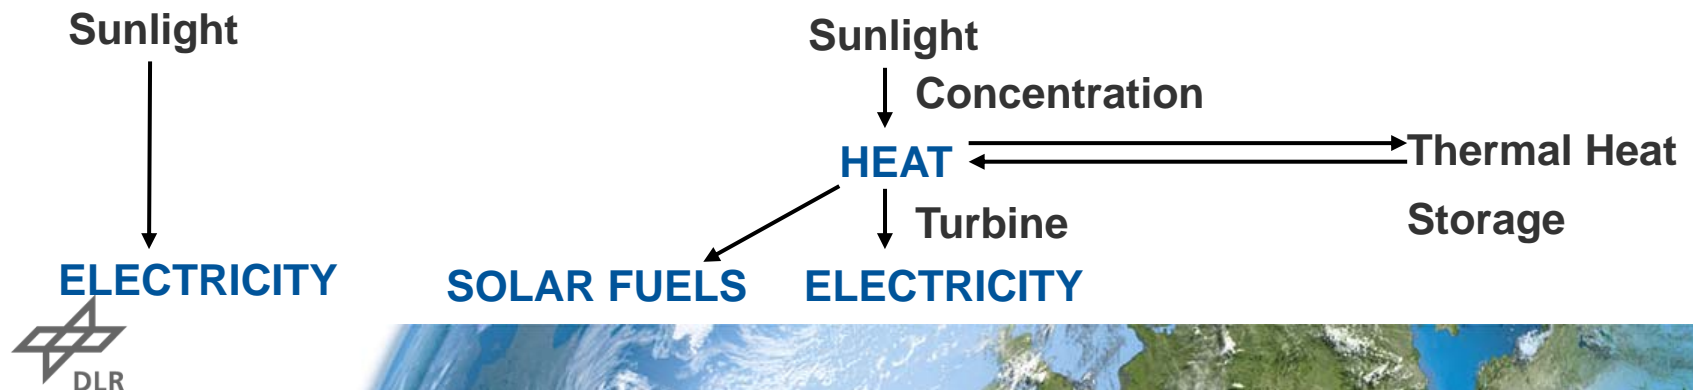 Sunlight
ELECTRICITY
Sunlight
Concentration
HEAT
Thermal Heat
Storage
Turbine
SOLAR FUELS
ELECTRICITY
DLR